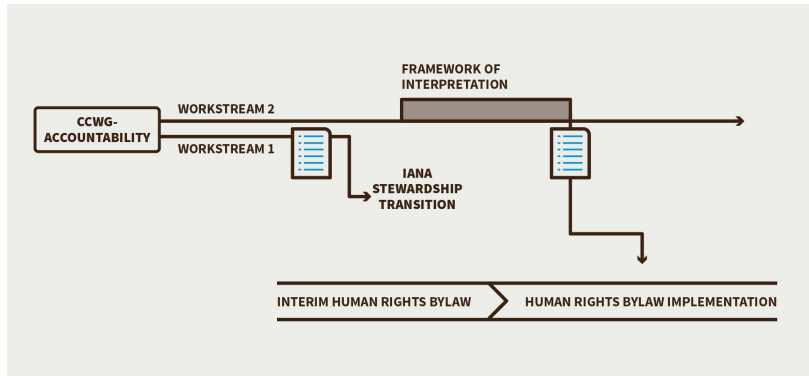 FRAMEWORK OF
INTERPRETATION
WORKSTREAM 2
CCWG-
ACCOUNTABILITY
WORKSTREAM 1
IANA
STEWARDSHIP
TRANSITION
INTERIM HUMAN RIGHTS BYLAW
HUMAN RIGHTS BYLAW IMPLEMENTATION